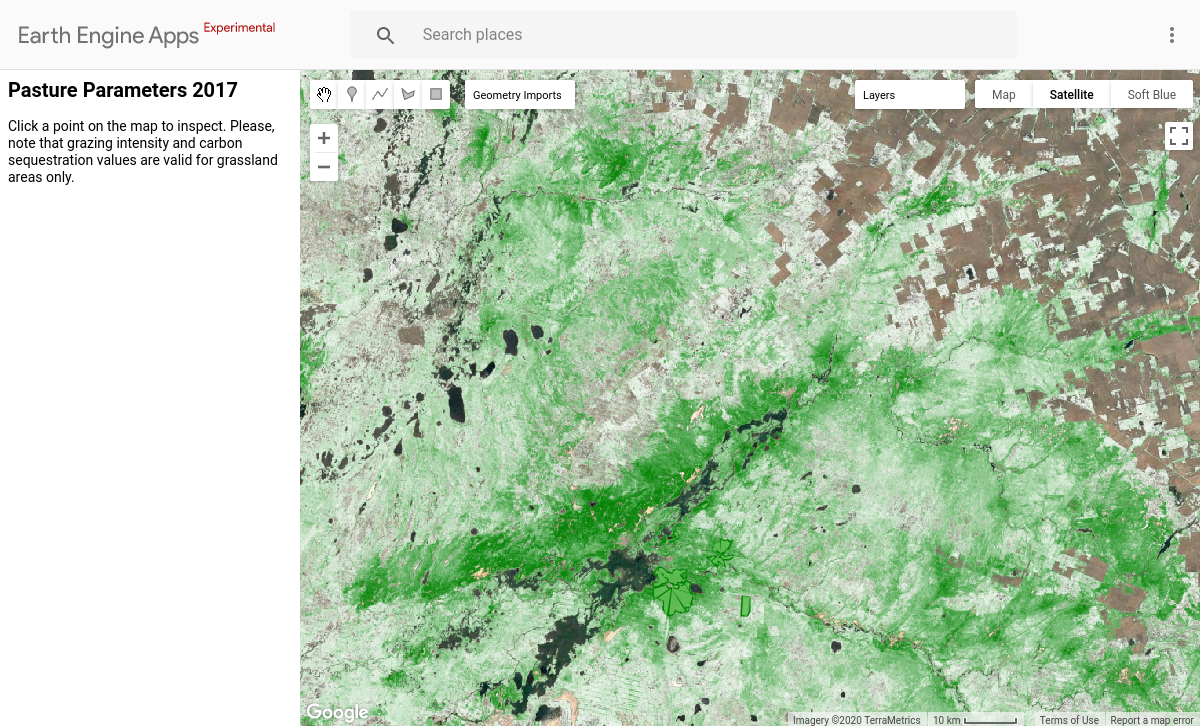 Earth Engine Apps Experimental
Search places
Pasture Parameters 2017
Click a point on the map to inspect. Please,
note that grazing intensity and carbon
sequestration values are valid for grassland
areas only.
Geometry Imports
Layers
Map
Satellite
Soft Blue
+
−
Google
Imagery ©2020 TerraMetrics
10 km
Terms of Use
Report a map error